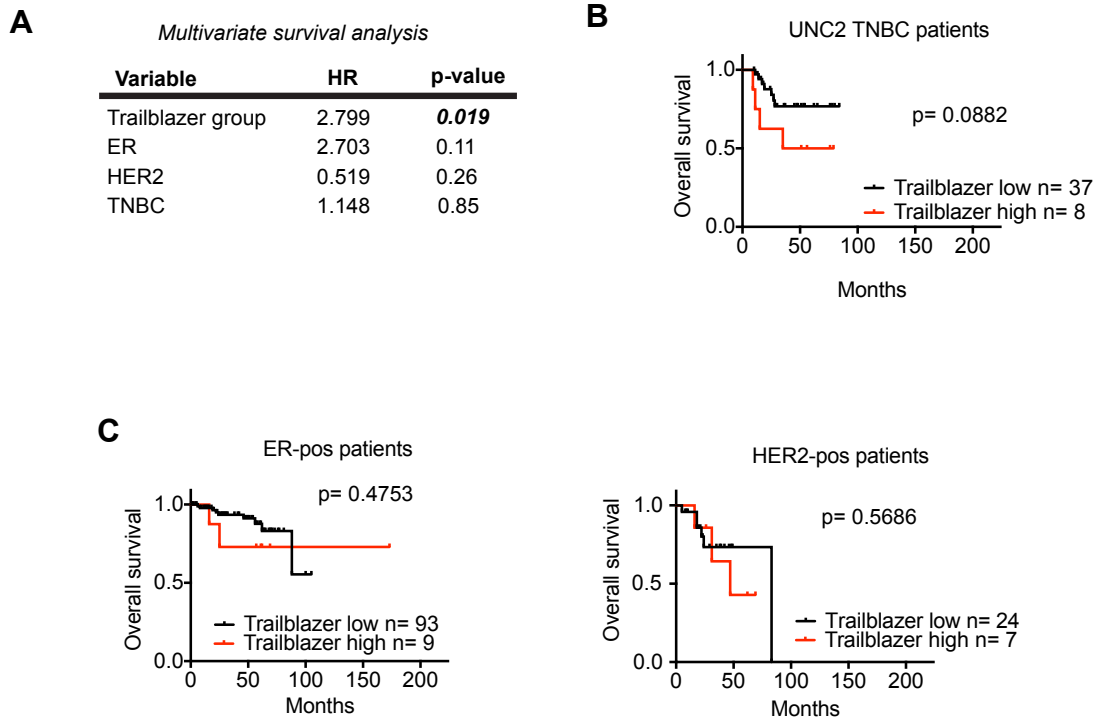 A
Multivariate survival analysis
Variable HR p-value
Trailblazer group 2.799 0.019
ER 2.703 0.11
HER2 0.519 0.26
TNBC 1.148 0.85
B
UNC2 TNBC patients
Overall survival
1.0
0.5
0.0
p= 0.0882
Trailblazer low n= 37
Trailblazer high n= 8
0 50 100 150 200
Months
C
ER-pos patients
Overall survival
1.0
0.5
0.0
p= 0.4753
Trailblazer low n= 93
Trailblazer high n= 9
0 50 100 150 200
Months
HER2-pos patients
Overall survival
1.0
0.5
0.0
p= 0.5686
Trailblazer low n= 24
Trailblazer high n= 7
0 50 100 150 200
Months